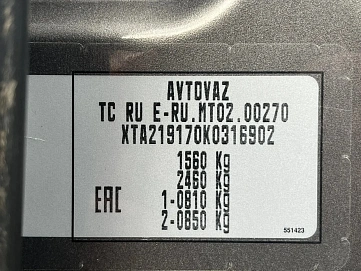 AVTOVAZ
TC RU E-RU.MT02.00270
XTA219170K0316902
1560 Kg
2460 Kg
EAC 1-0810 Kg
2-0850 Kg
551423